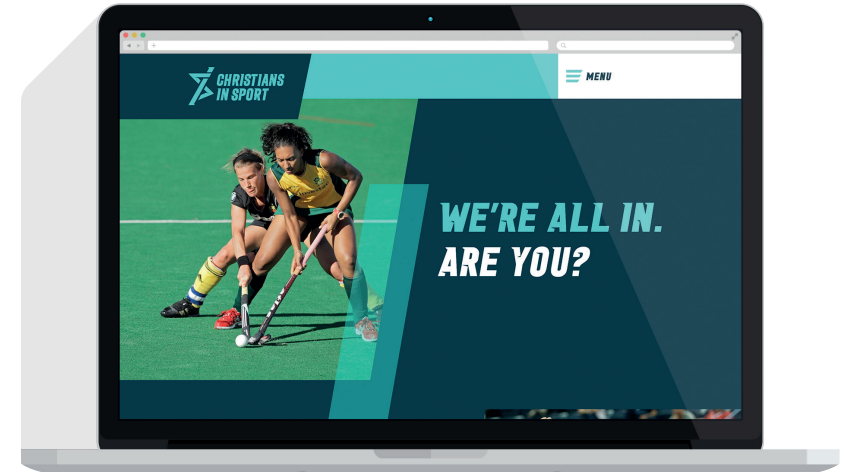 CHRISTIANS
IN SPORT
MENU
WE'RE ALL IN.
ARE YOU?